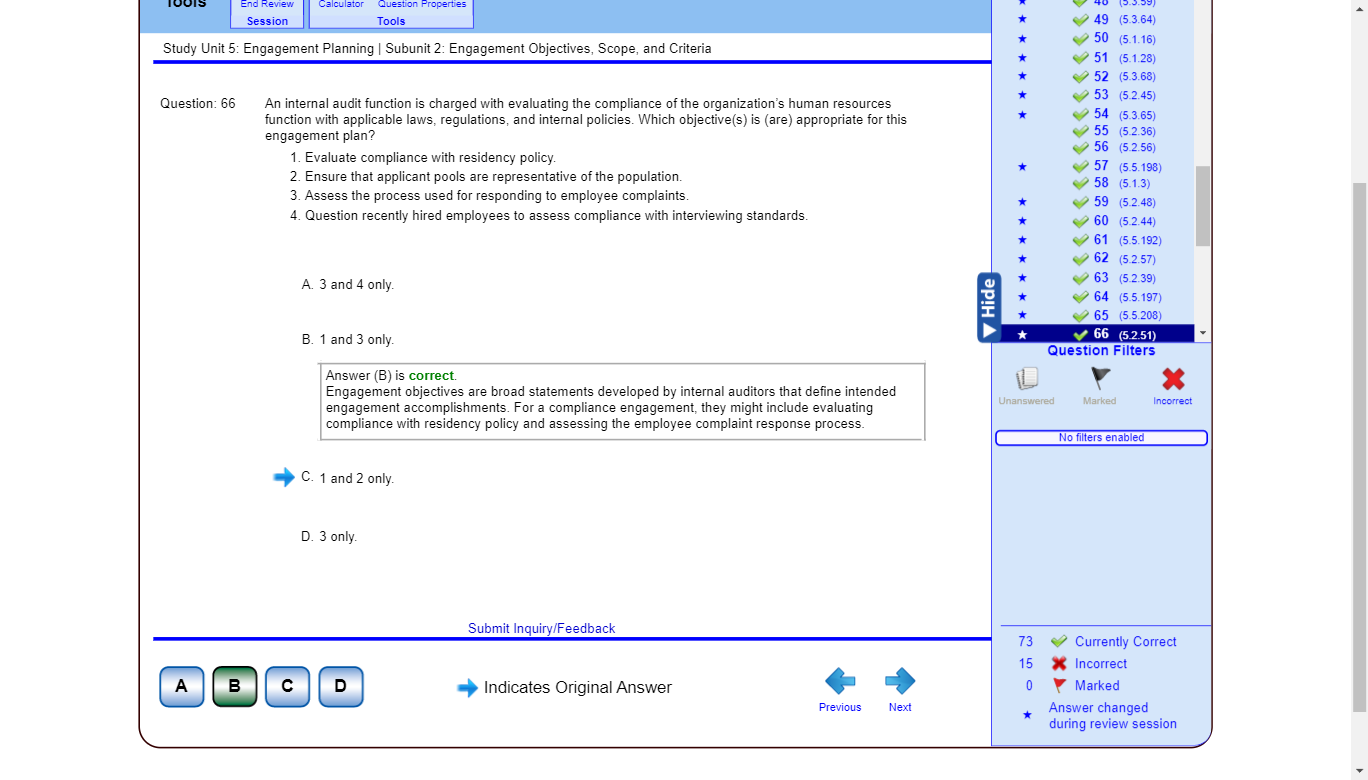 Tools
End Review
Session
Calculator Question Properties
Tools
Study Unit 5: Engagement Planning | Subunit 2: Engagement Objectives, Scope, and Criteria
Question: 66
An internal audit function is charged with evaluating the compliance of the organization's human resources
function with applicable laws, regulations, and internal policies. Which objective(s) is (are) appropriate for this
engagement plan?
1. Evaluate compliance with residency policy.
2. Ensure that applicant pools are representative of the population.
3. Assess the process used for responding to employee complaints.
4. Question recently hired employees to assess compliance with interviewing standards.
A. 3 and 4 only.
B. 1 and 3 only.
Answer (B) is correct.
Engagement objectives are broad statements developed by internal auditors that define intended
engagement accomplishments. For a compliance engagement, they might include evaluating
compliance with residency policy and assessing the employee complaint response process.
C. 1 and 2 only.
D. 3 only.
Submit Inquiry/Feedback
A B C D
Indicates Original Answer
Previous
Next
48 (5.3.59)
49 (5.3.64)
50 (5.1.16)
51 (5.1.28)
52 (5.3.68)
53 (5.2.45)
54 (5.3.65)
55 (5.2.36)
56 (5.2.56)
57 (5.5.198)
58 (5.1.3)
59 (5.2.48)
60 (5.2.44)
61 (5.5.192)
62 (5.2.57)
63 (5.2.39)
64 (5.5.197)
65 (5.5.208)
66 (5.2.51)
Hide
Question Filters
Unanswered Marked Incorrect
No filters enabled
73 Currently Correct
15 Incorrect
0 Marked
Answer changed
during review session